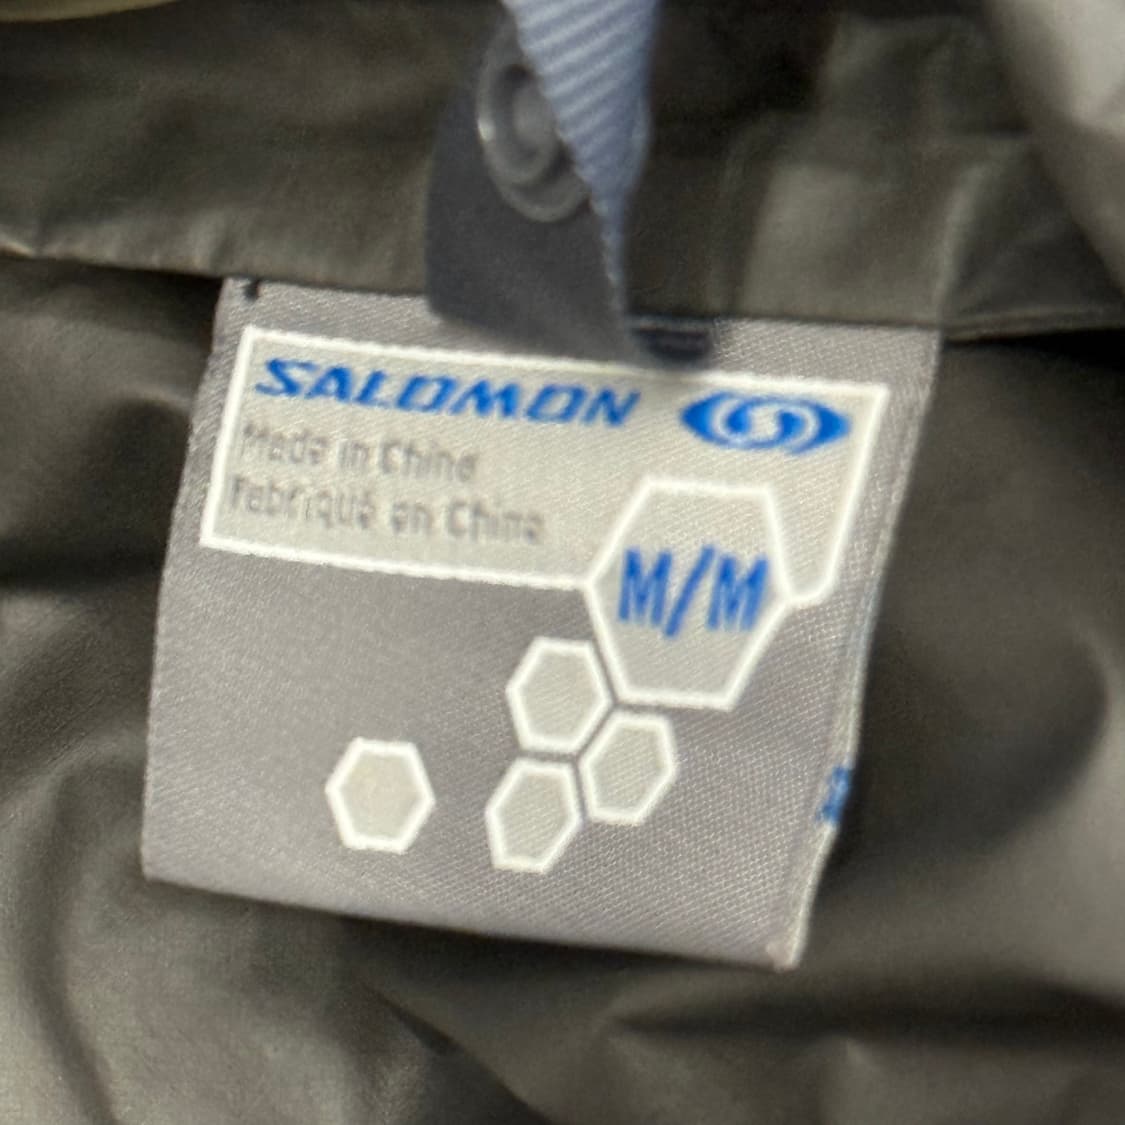 SALOMON
Made in China
Fabriqué en Chine
M/M